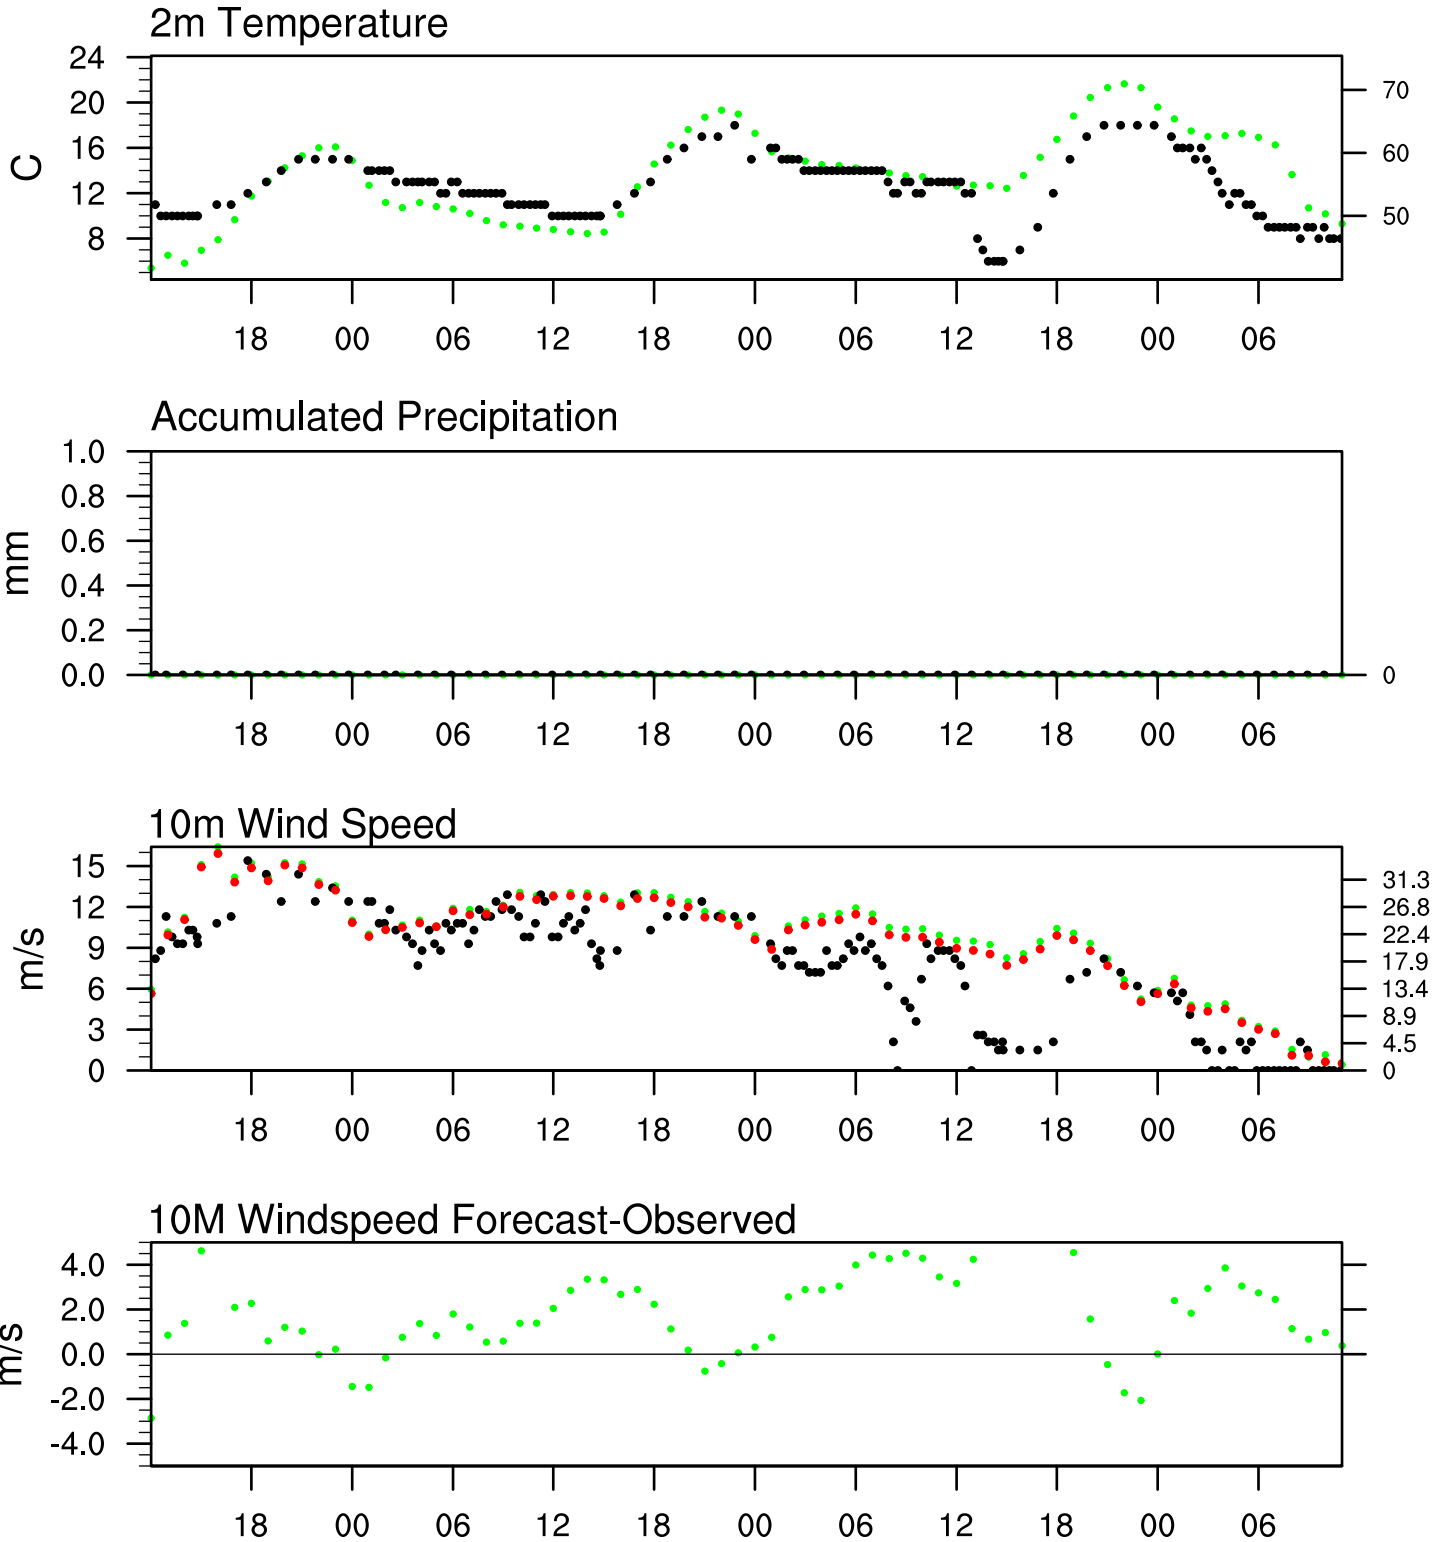 2m Temperature
24
20
16
12
8
C
70
60
50
18 00 06 12 18 00 06 12 18 00 06
Accumulated Precipitation
1.0
0.8
0.6
0.4
0.2
0.0
mm
0
18 00 06 12 18 00 06 12 18 00 06
10m Wind Speed
15
12
9
6
3
0
m/s
31.3
26.8
22.4
17.9
13.4
8.9
4.5
0
18 00 06 12 18 00 06 12 18 00 06
10M Windspeed Forecast-Observed
4.0
2.0
0.0
-2.0
-4.0
m/s
18 00 06 12 18 00 06 12 18 00 06